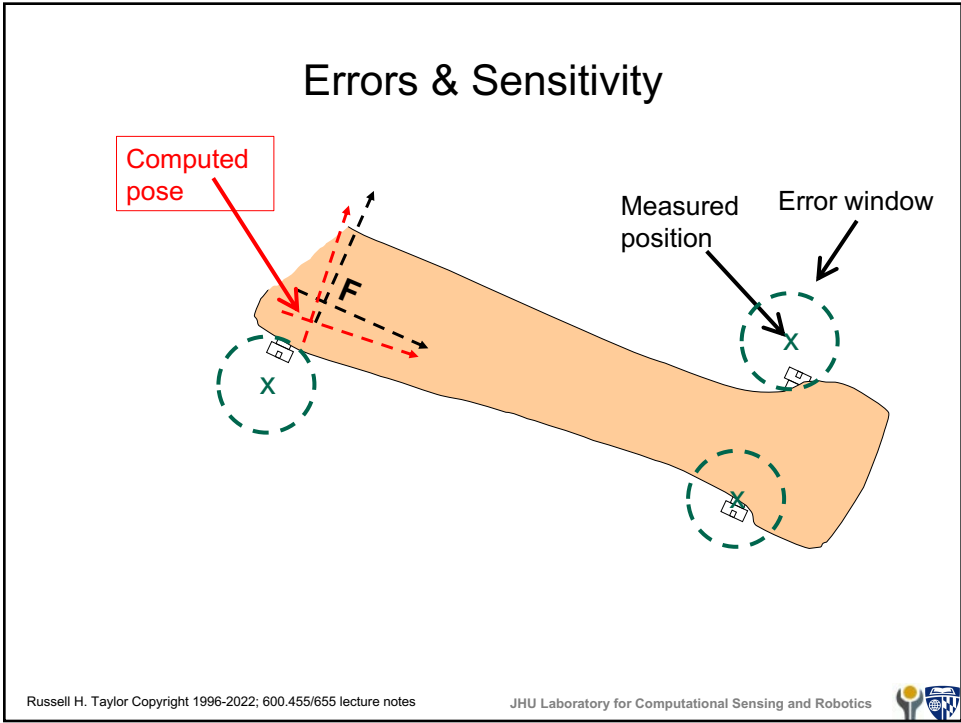 Errors & Sensitivity
Computed
pose
Measured
position
Error window
F
x
x
x
Russell H. Taylor Copyright 1996-2022; 600.455/655 lecture notes
JHU Laboratory for Computational Sensing and Robotics